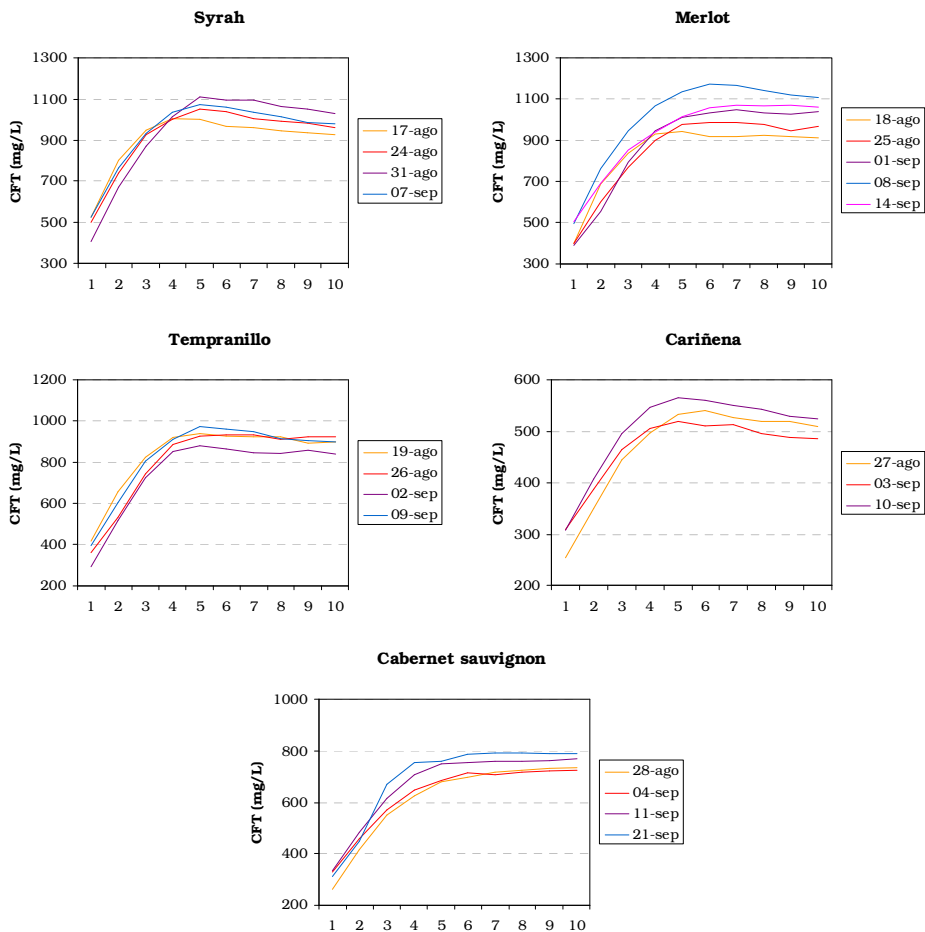 Syrah
1300
1100
900
700
500
300
CFT (mg/L)
1 2 3 4 5 6 7 8 9 10
17-ago
24-ago
31-ago
07-sep
Merlot
1300
1100
900
700
500
300
CFT (mg/L)
1 2 3 4 5 6 7 8 9 10
18-ago
25-ago
01-sep
08-sep
14-sep
Tempranillo
1200
1000
800
600
400
200
CFT (mg/L)
1 2 3 4 5 6 7 8 9 10
19-ago
26-ago
02-sep
09-sep
Cariñena
600
500
400
300
200
CFT (mg/L)
1 2 3 4 5 6 7 8 9 10
27-ago
03-sep
10-sep
Cabernet sauvignon
1000
800
600
400
200
CFT (mg/L)
1 2 3 4 5 6 7 8 9 10
28-ago
04-sep
11-sep
21-sep